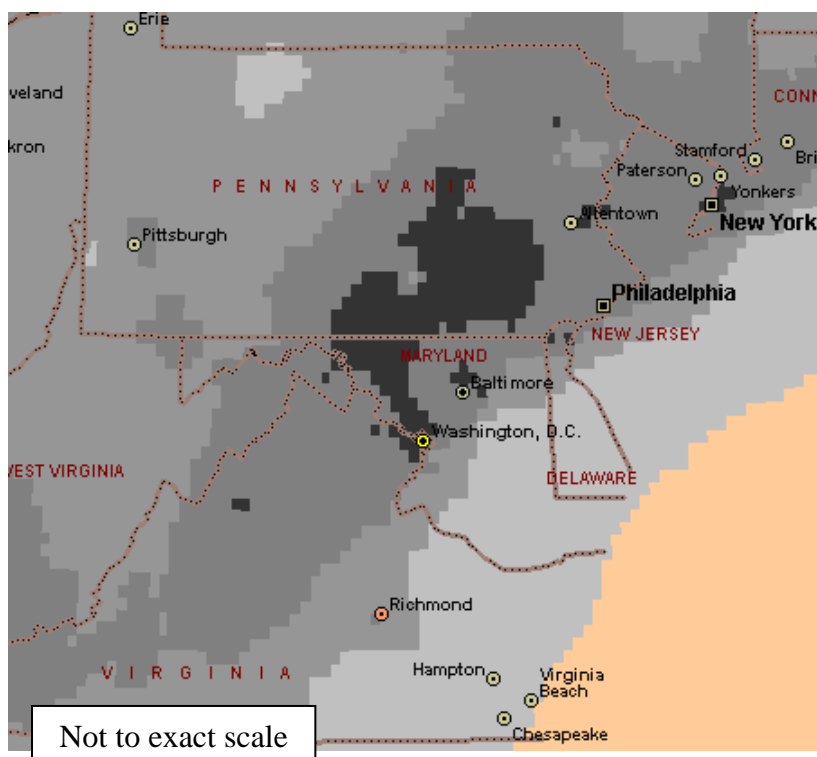 Erie
veland
CONN
kron
Stamford
Bri
Paterson
Yonkers
PENNSYLVANIA
Allentown
New York
Pittsburgh
Philadelphia
NEW JERSEY
MARYLAND
Baltimore
Washington, D.C.
WEST VIRGINIA
DELAWARE
Richmond
VIRGINIA
Hampton
Virginia
Beach
Chesapeake
Not to exact scale